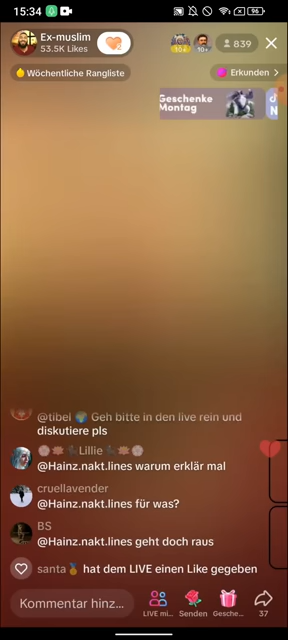 15:34
96
Ex-muslim
53.5K Likes
10+
839
Wöchentliche Rangliste
Erkunden >
Geschenke
Montag
@tibel 🌍 Geh bitte in den live rein und
diskutiere pls
Lillie
@Hainz.nakt.lines warum erklär mal
cruellavender
@Hainz.nakt.lines für was?
BS
@Hainz.nakt.lines geht doch raus
santa🏅 hat dem LIVE einen Like gegeben
Kommentar hinz...
LIVE mi...
Senden
Gesche...
37